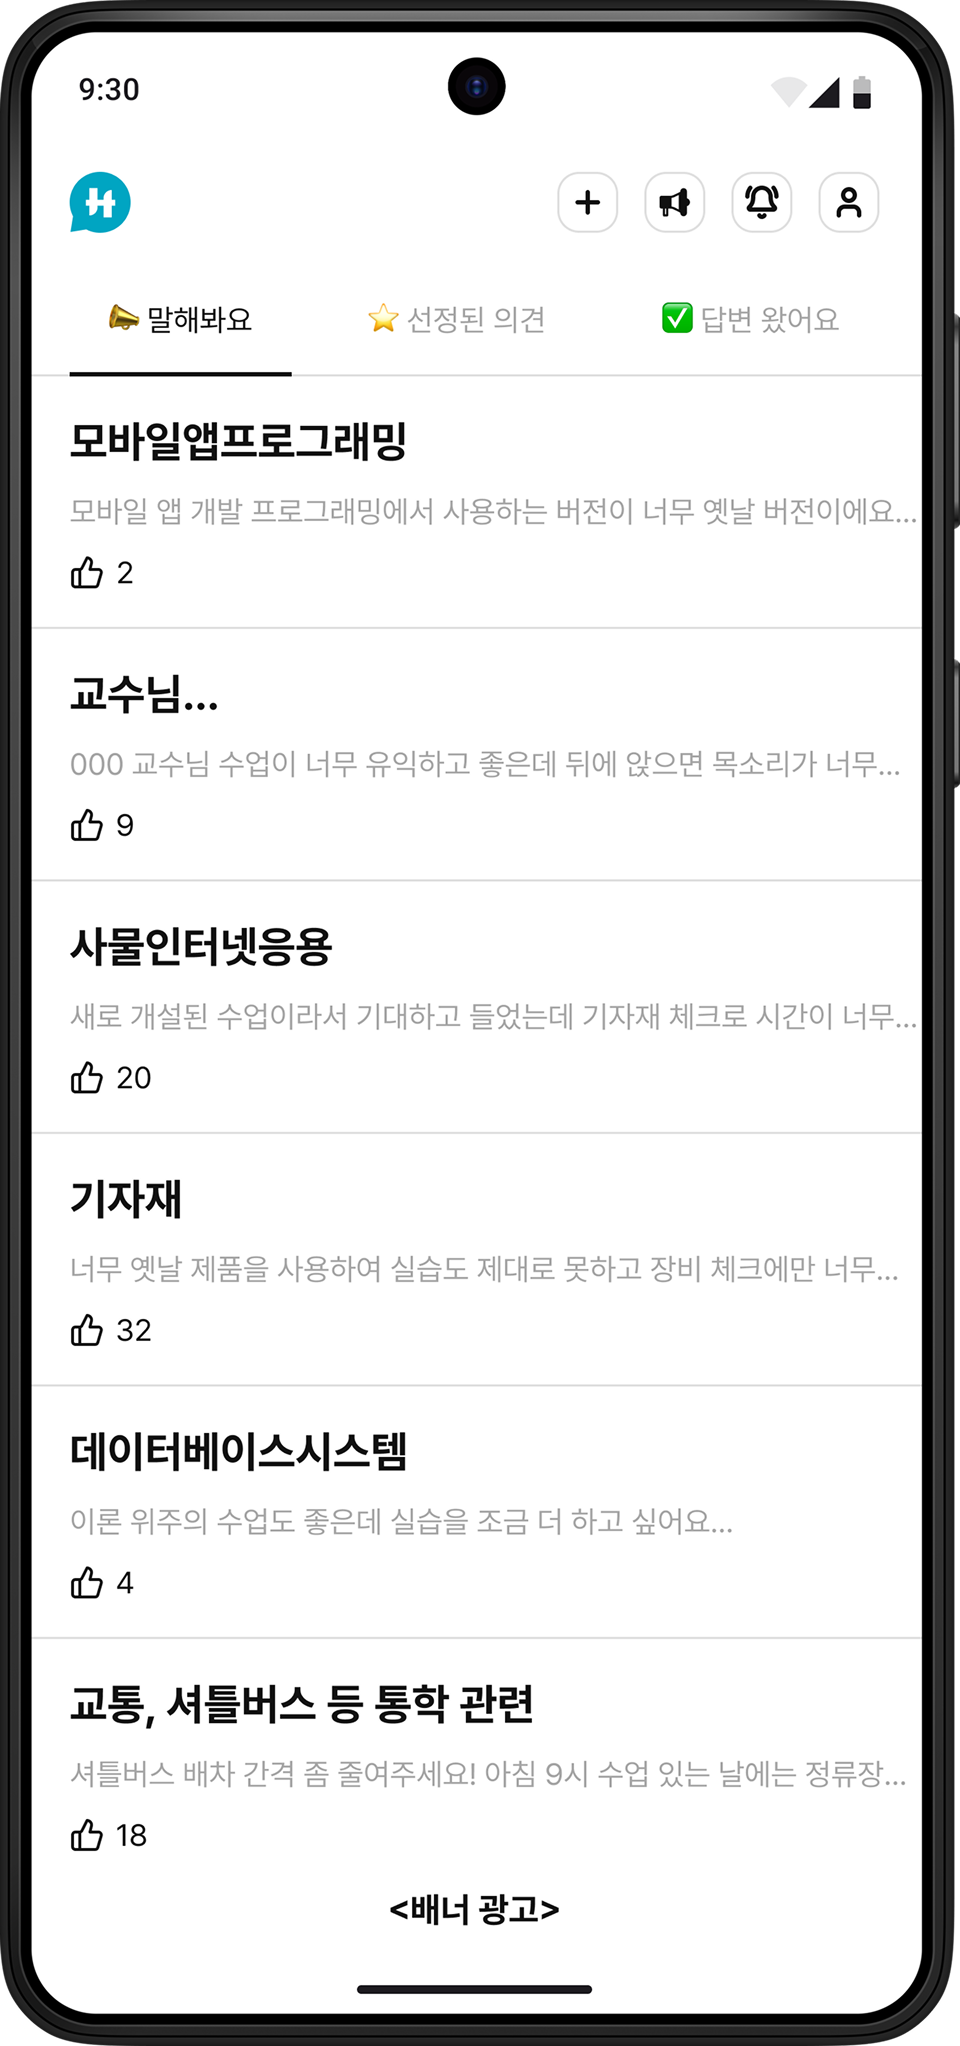 9:30
말해봐요
선정된 의견
답변 왔어요
모바일앱프로그래밍
모바일 앱 개발 프로그래밍에서 사용하는 버전이 너무 옛날 버전이에요...
2
교수님...
OOO 교수님 수업이 너무 유익하고 좋은데 뒤에 앉으면 목소리가 너무...
9
사물인터넷응용
새로 개설된 수업이라서 기대하고 들었는데 기자재 체크로 시간이 너무...
20
기자재
너무 옛날 제품을 사용하여 실습도 제대로 못하고 장비 체크에만 너무...
32
데이터베이스시스템
이론 위주의 수업도 좋은데 실습을 조금 더 하고 싶어요...
4
교통, 셔틀버스 등 통학 관련
셔틀버스 배차 간격 좀 줄여주세요! 아침 9시 수업 있는 날에는 정류장...
18
<배너 광고>